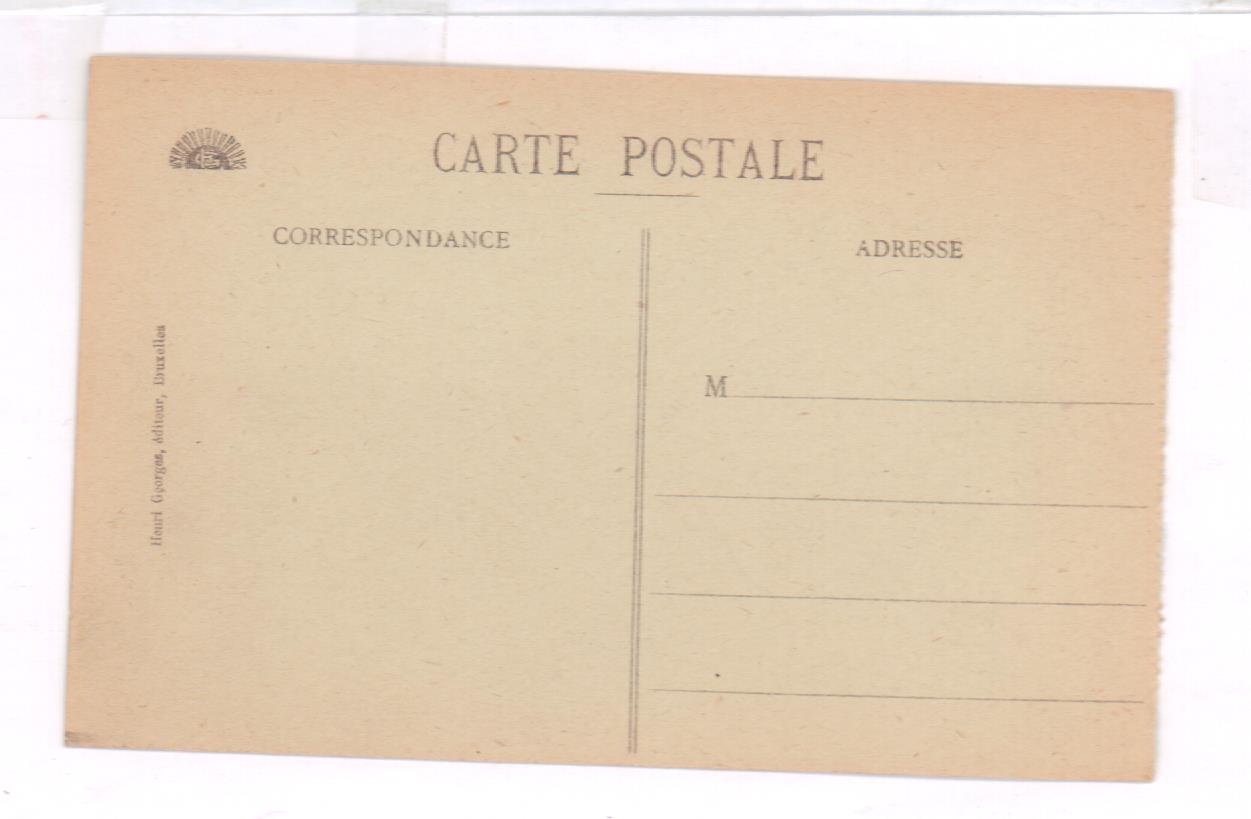 CARTE POSTALE
CORRESPONDANCE
ADRESSE
M
Henri Georges, éditeur, Bruxelles